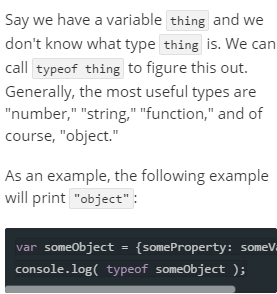 Say we have a variable thing and we
don't know what type thing is. We can
call typeof thing to figure this out.
Generally, the most useful types are
"number," "string," "function," and of
course, "object."
As an example, the following example
will print "object":
var someObject = {someProperty: someV
console.log( typeof someObject );